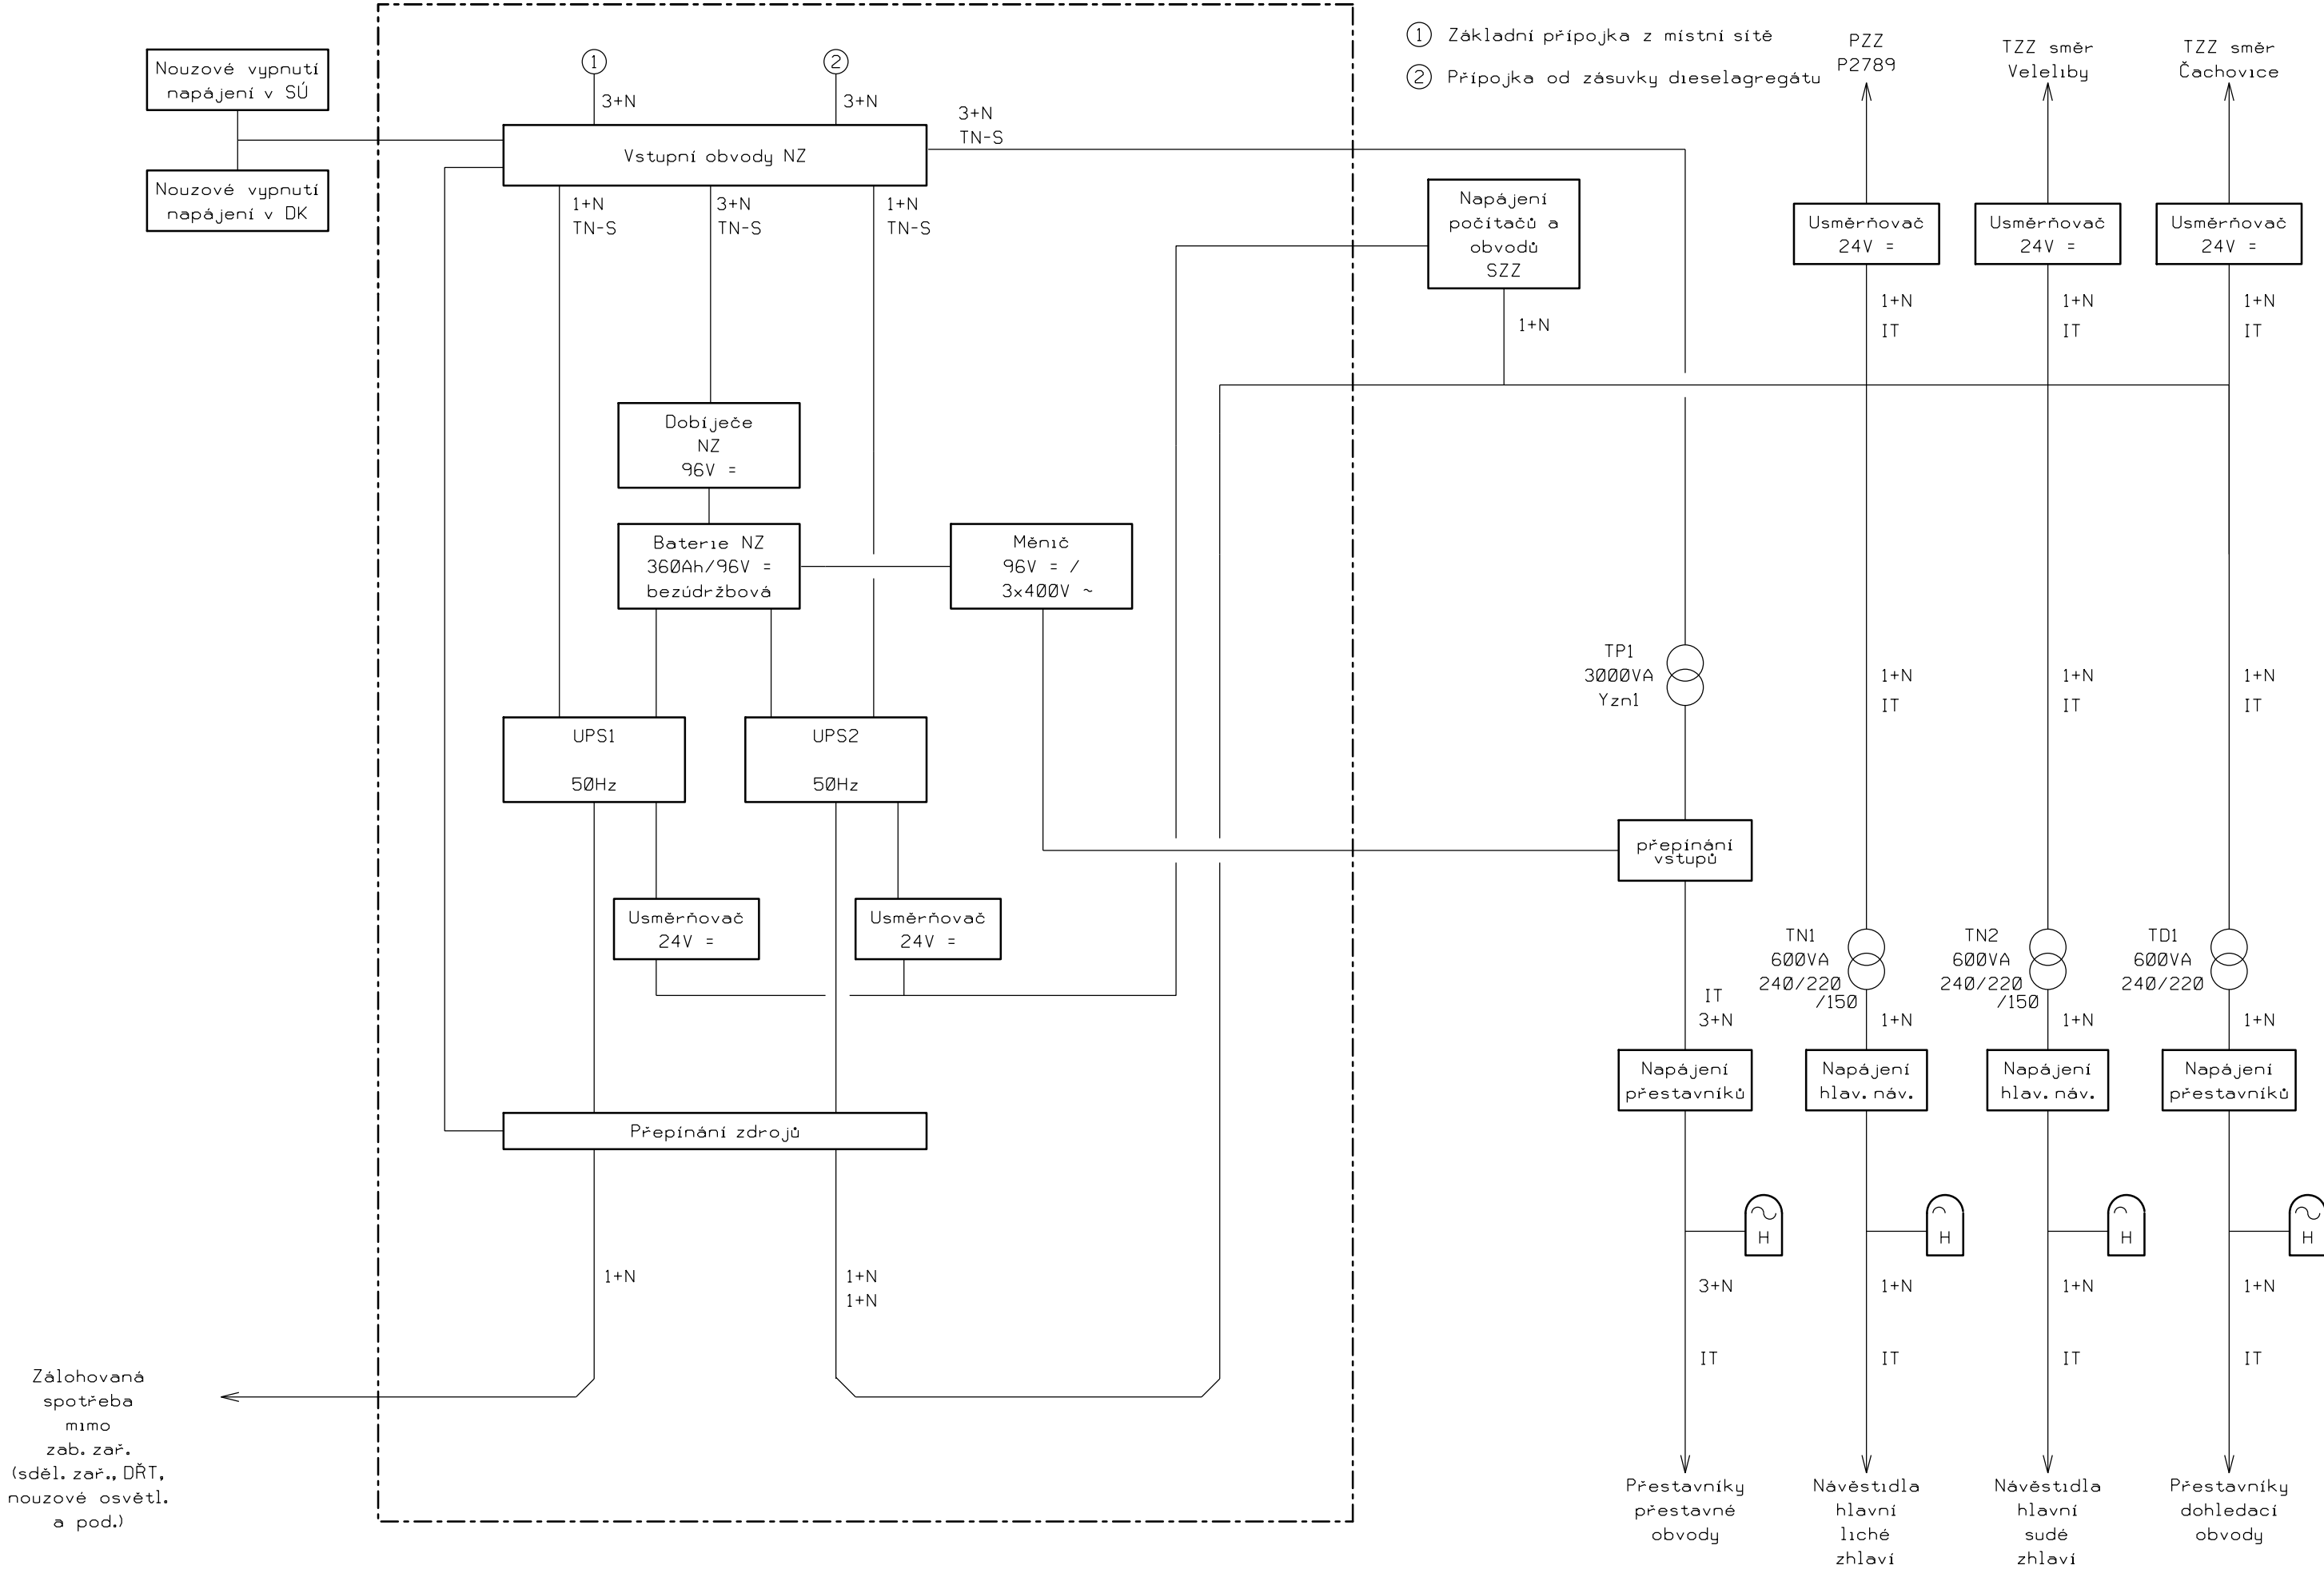 Nouzové vypnutí
napájení v SÚ
Nouzové vypnutí
napájení v DK
1
3+N
2
3+N
Vstupní obvody NZ
3+N
TN-S
1+N
TN-S
3+N
TN-S
1+N
TN-S
1 Základní přípojka z místní sítě
2 Přípojka od zásuvky dieselagregátu
PZZ
P2789
TZZ směr
Veleliby
TZZ směr
Čachovice
Napájení
počítačů a
obvodů
SZZ
1+N
Usměrňovač
24V =
Usměrňovač
24V =
Usměrňovač
24V =
1+N
IT
1+N
IT
1+N
IT
Dobíječe
NZ
96V =
Baterie NZ
360Ah/96V =
bezúdržbová
Měnič
96V = /
3x400V ~
UPS1
50Hz
UPS2
50Hz
TP1
3000VA
Yzn1
1+N
IT
1+N
IT
1+N
IT
přepínání
vstupů
Usměrňovač
24V =
Usměrňovač
24V =
TN1
600VA
240/220
/150
TN2
600VA
240/220
/150
TD1
600VA
240/220
IT
3+N
1+N
1+N
1+N
Napájení
přestavníků
Napájení
hlav. náv.
Napájení
hlav. náv.
Napájení
přestavníků
Přepínání zdrojů
H
H
H
H
1+N
1+N
1+N
3+N
IT
1+N
IT
1+N
IT
1+N
IT
Zálohovaná
spotřeba
mimo
zab. zař.
(sděl. zař., DŘT,
nouzové osvětl.
a pod.)
Přestavníky
přestavné
obvody
Návěstidla
hlavní
liché
zhlaví
Návěstidla
hlavní
sudé
zhlaví
Přestavníky
dohledací
obvody